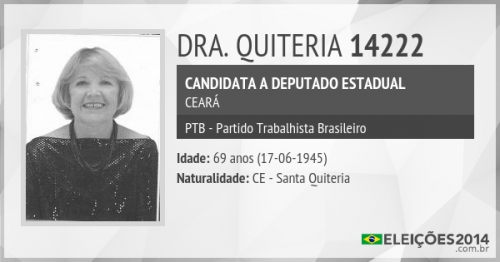 DRA. QUITERIA 14222
CANDIDATA A DEPUTADO ESTADUAL
CEARÁ
PTB - Partido Trabalhista Brasileiro
Idade: 69 anos (17-06-1945)
Naturalidade: CE - Santa Quiteria
ELEIÇÕES2014
.com.br